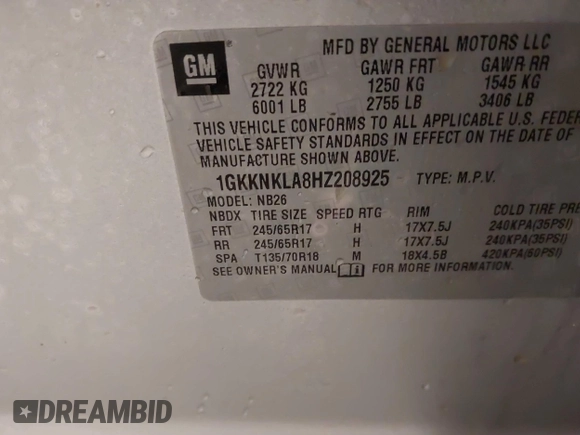 MFD BY GENERAL MOTORS LLC
GM
GVWR GAWR FRT GAWR RR
2722 KG 1250 KG 1545 KG
6001 LB 2755 LB 3406 LB
THIS VEHICLE CONFORMS TO ALL APPLICABLE U.S. FEDER
VEHICLE SAFETY STANDARDS IN EFFECT ON THE DATE OF
MANUFACTURE SHOWN ABOVE.
1GKKNKLA8HZ208925 TYPE: M.P.V.
MODEL: NB26
NBDX TIRE SIZE SPEED RTG RIM COLD TIRE PRE
FRT 245/65R17 H 17X7.5J 240KPA(35PSI)
RR 245/65R17 H 17X7.5J 240KPA(35PSI)
SPA T135/70R18 M 18X4.5B 420KPA(60PSI)
SEE OWNER'S MANUAL i FOR MORE INFORMATION.
DREAMBID